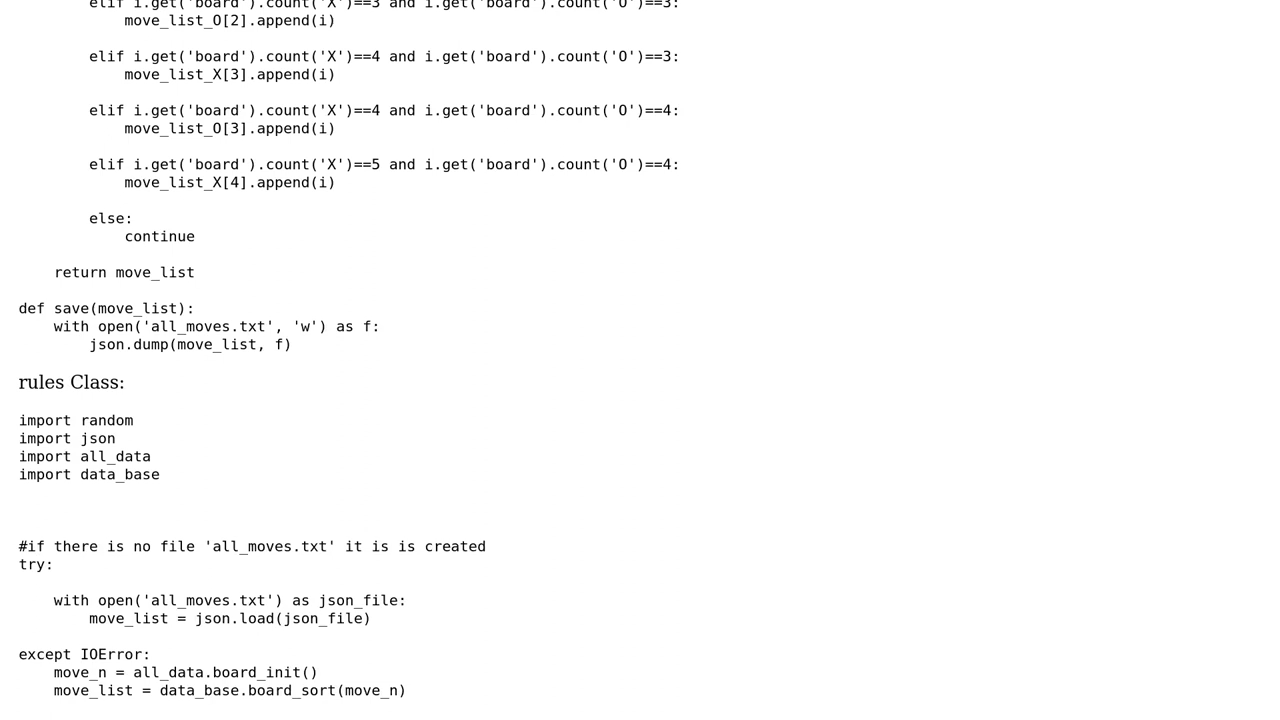 elif i.get('board').count('X')==3 and i.get('board').count('O')==3:
            move_list_O[2].append(i)

        elif i.get('board').count('X')==4 and i.get('board').count('O')==3:
            move_list_X[3].append(i)

        elif i.get('board').count('X')==4 and i.get('board').count('O')==4:
            move_list_O[3].append(i)

        elif i.get('board').count('X')==5 and i.get('board').count('O')==4:
            move_list_X[4].append(i)

        else:
            continue

    return move_list

def save(move_list):
    with open('all_moves.txt', 'w') as f:
        json.dump(move_list, f)

rules Class:

import random
import json
import all_data
import data_base

#if there is no file 'all_moves.txt' it is is created
try:

    with open('all_moves.txt') as json_file:
        move_list = json.load(json_file)

except IOError:
    move_n = all_data.board_init()
    move_list = data_base.board_sort(move_n)